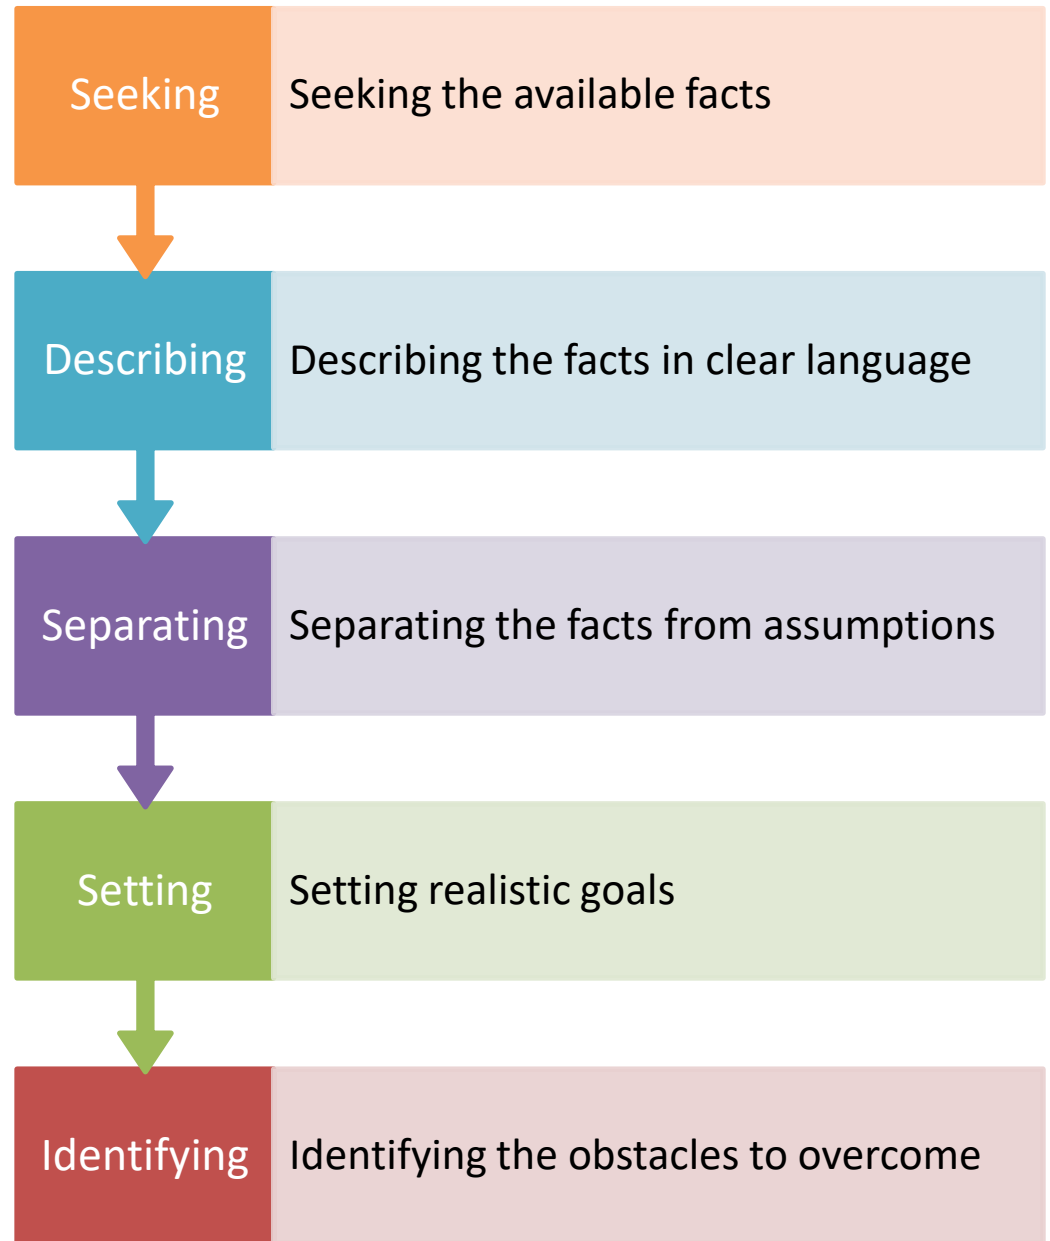 Seeking
Seeking the available facts
Describing
Describing the facts in clear language
Separating
Separating the facts from assumptions
Setting
Setting realistic goals
Identifying
Identifying the obstacles to overcome